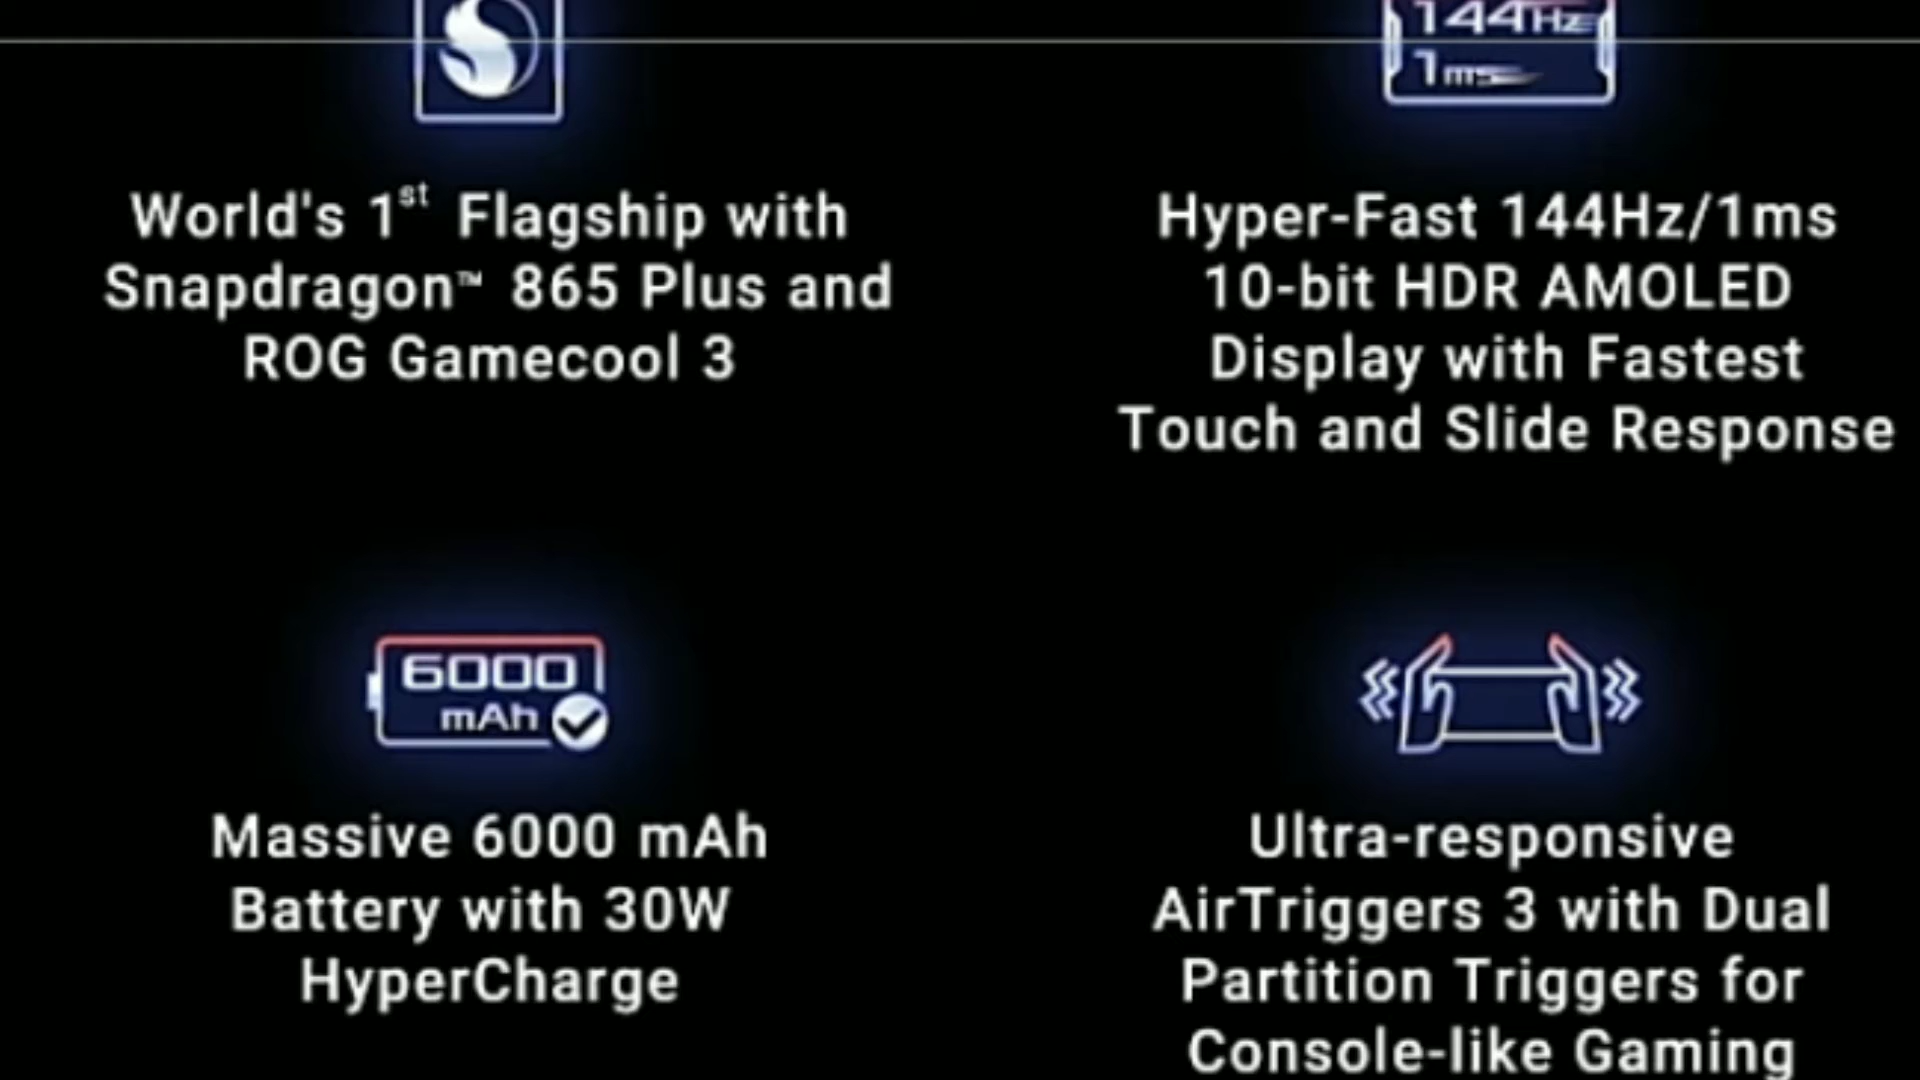 144Hz
1ms
World's 1st Flagship with
Snapdragon™ 865 Plus and
ROG Gamecool 3
Hyper-Fast 144Hz/1ms
10-bit HDR AMOLED
Display with Fastest
Touch and Slide Response
6000
mAh
Massive 6000 mAh
Battery with 30W
HyperCharge
Ultra-responsive
AirTriggers 3 with Dual
Partition Triggers for
Console-like Gaming